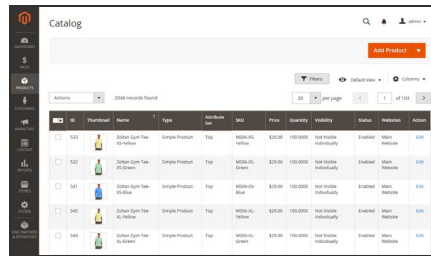 Catalog
admin
Add Product
DASHBOARD
SALES
PRODUCTS
CUSTOMERS
MARKETING
CONTENT
REPORTS
STORES
SYSTEM
FIND PARTNERS
& EXTENSIONS
Filters
Default View
Columns
Actions
2046 records found
20
per page
1
of 103
ID
Thumbnail
Name
Type
Attribute
Set
SKU
Price
Quantity
Visibility
Status
Websites
Action
533
Zoltan Gym Tee-
XS-Yellow
Simple Product
Top
MS06-XS-
Yellow
$29.00
100.0000
Not Visible
Individually
Enabled
Main
Website
Edit
532
Zoltan Gym Tee-
XS-Green
Simple Product
Top
MS06-XS-
Green
$29.00
100.0000
Not Visible
Individually
Enabled
Main
Website
Edit
531
Zoltan Gym Tee-
XS-Blue
Simple Product
Top
MS06-XS-
Blue
$29.00
100.0000
Not Visible
Individually
Enabled
Main
Website
Edit
545
Zoltan Gym Tee-
XL-Yellow
Simple Product
Top
MS06-XL-
Yellow
$29.00
100.0000
Not Visible
Individually
Enabled
Main
Website
Edit
544
Zoltan Gym Tee-
XL-Green
Simple Product
Top
MS06-XL-
Green
$29.00
100.0000
Not Visible
Individually
Enabled
Main
Website
Edit